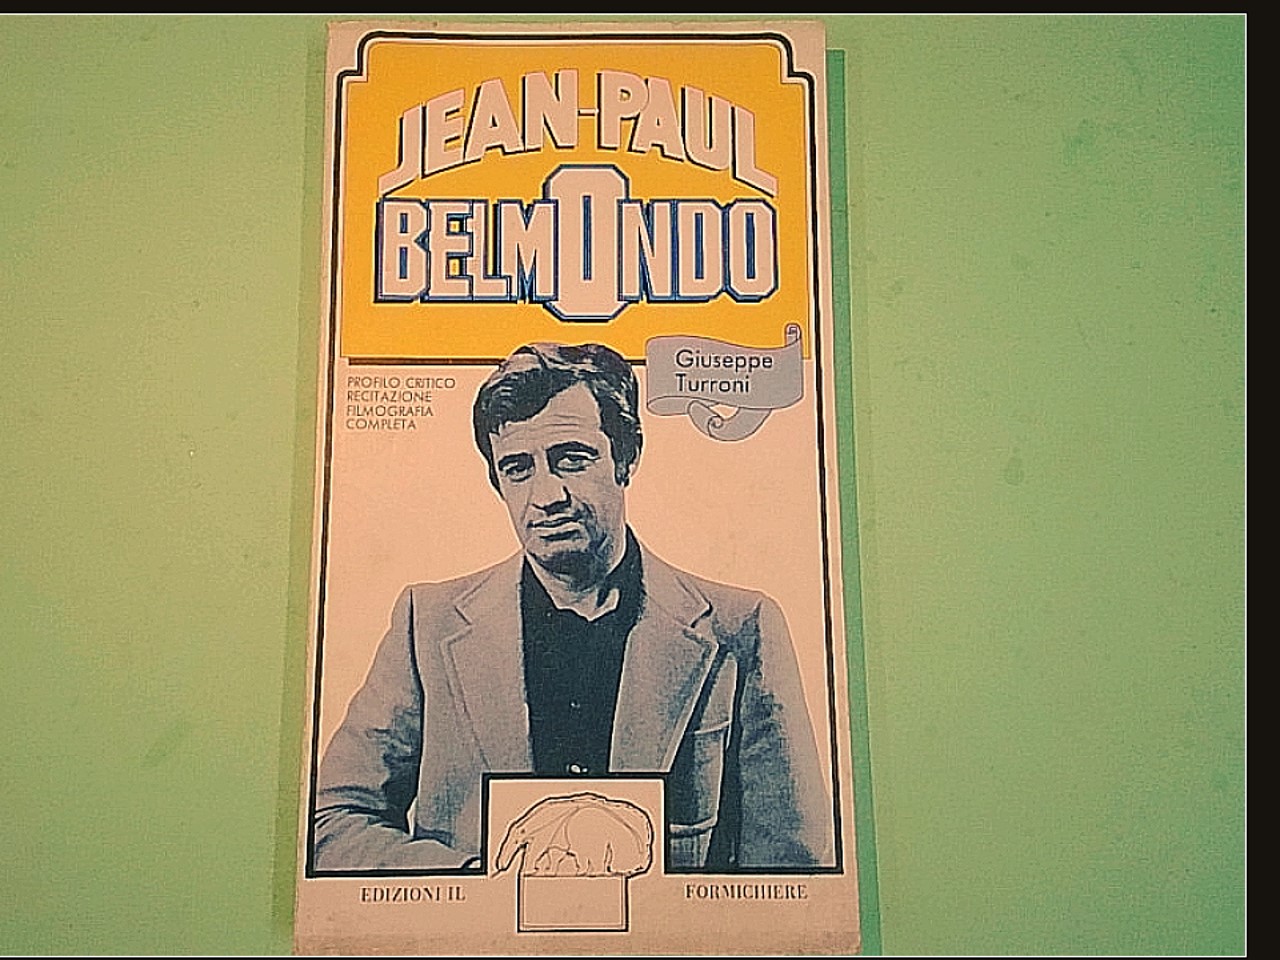 JEAN-PAUL
BELMONDO
Giuseppe
Turroni
PROFILO CRITICO
RECITAZIONE
FILMOGRAFIA
COMPLETA
EDIZIONI IL FORMICHIERE